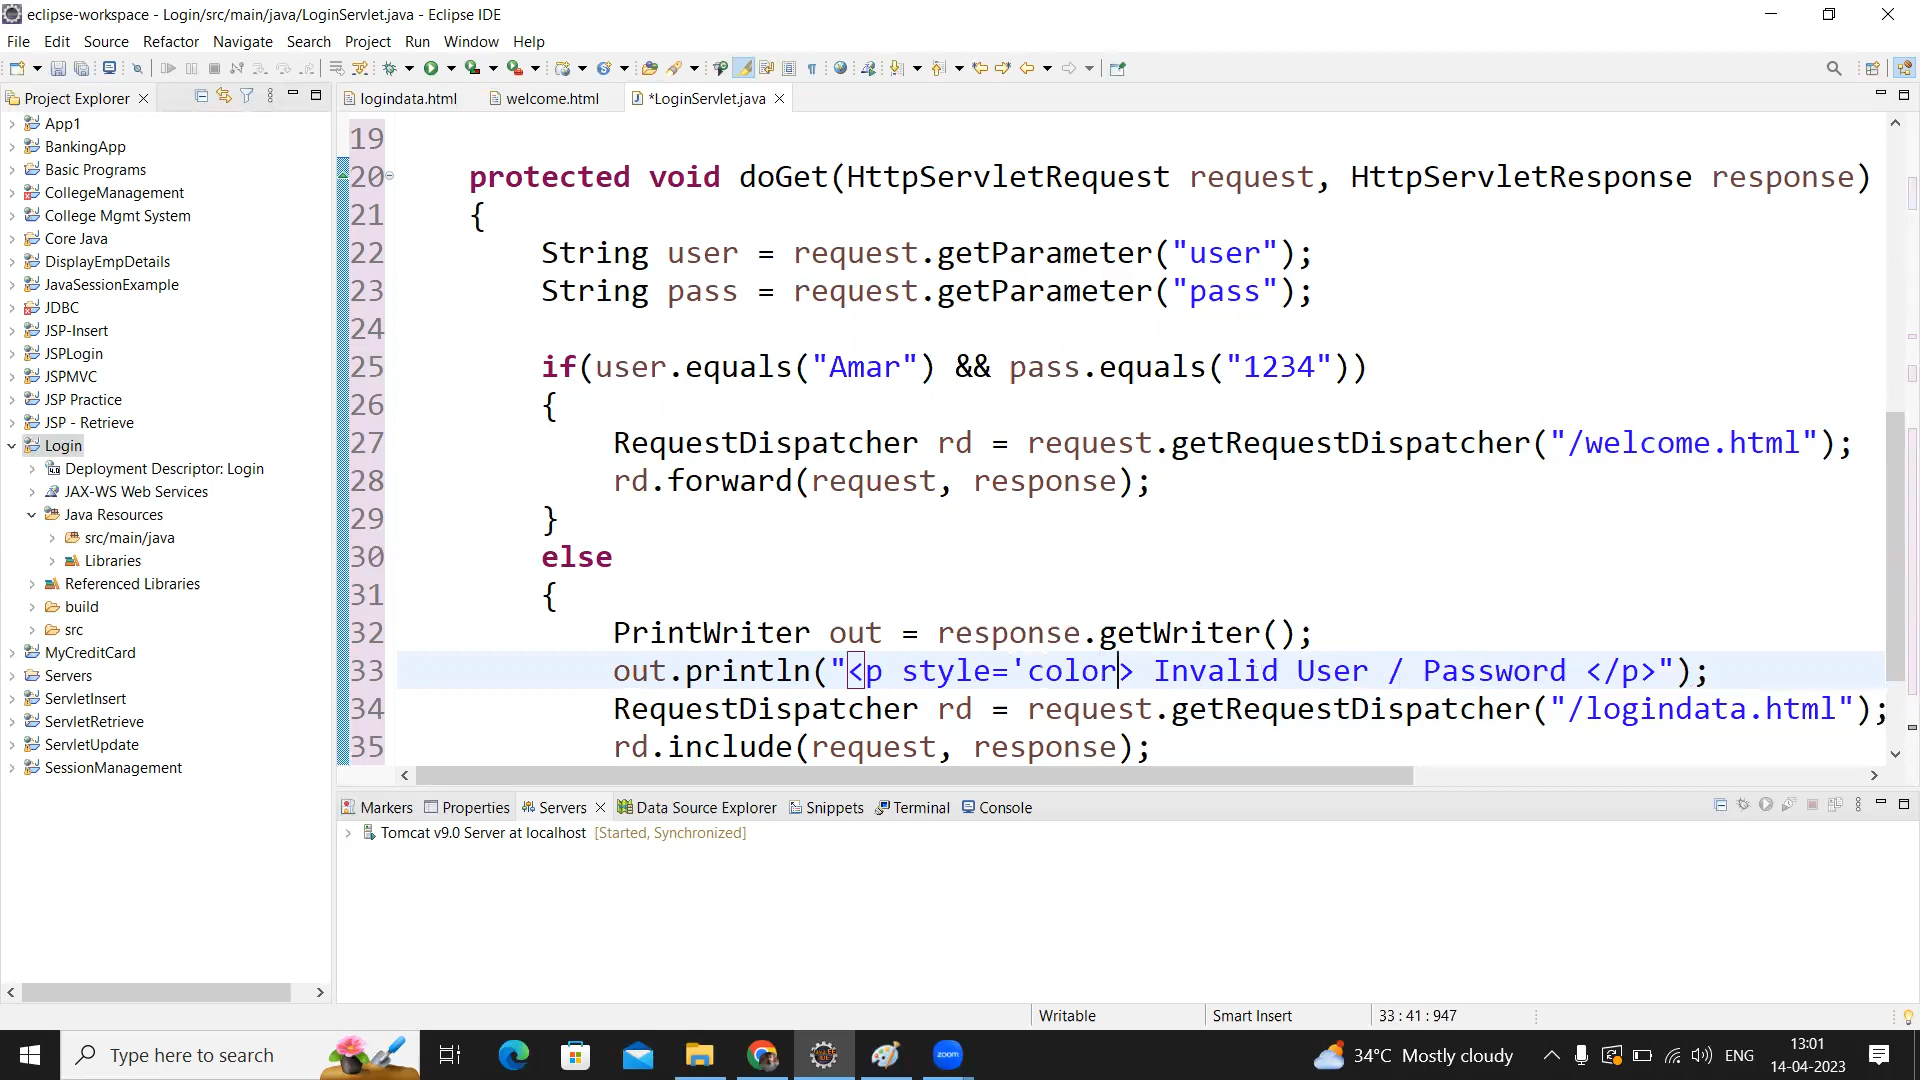 eclipse-workspace - Login/src/main/java/LoginServlet.java - Eclipse IDE
File Edit Source Refactor Navigate Search Project Run Window Help
Project Explorer
App1
BankingApp
Basic Programs
CollegeManagement
College Mgmt System
Core Java
DisplayEmpDetails
JavaSessionExample
JDBC
JSP-Insert
JSPLogin
JSPMVC
JSP Practice
JSP - Retrieve
Login
Deployment Descriptor: Login
JAX-WS Web Services
Java Resources
src/main/java
Libraries
Referenced Libraries
build
src
MyCreditCard
Servers
ServletInsert
ServletRetrieve
ServletUpdate
SessionManagement
logindata.html welcome.html *LoginServlet.java
19
20 protected void doGet(HttpServletRequest request, HttpServletResponse response)
21 {
22 String user = request.getParameter("user");
23 String pass = request.getParameter("pass");
24
25 if(user.equals("Amar") && pass.equals("1234"))
26 {
27 RequestDispatcher rd = request.getRequestDispatcher("/welcome.html");
28 rd.forward(request, response);
29 }
30 else
31 {
32 PrintWriter out = response.getWriter();
33 out.println("<p style='color> Invalid User / Password </p>");
34 RequestDispatcher rd = request.getRequestDispatcher("/logindata.html");
35 rd.include(request, response);
Markers Properties Servers Data Source Explorer Snippets Terminal Console
Tomcat v9.0 Server at localhost [Started, Synchronized]
Writable Smart Insert 33 : 41 : 947
Type here to search
zoom
34°C Mostly cloudy ENG
13:01
14-04-2023